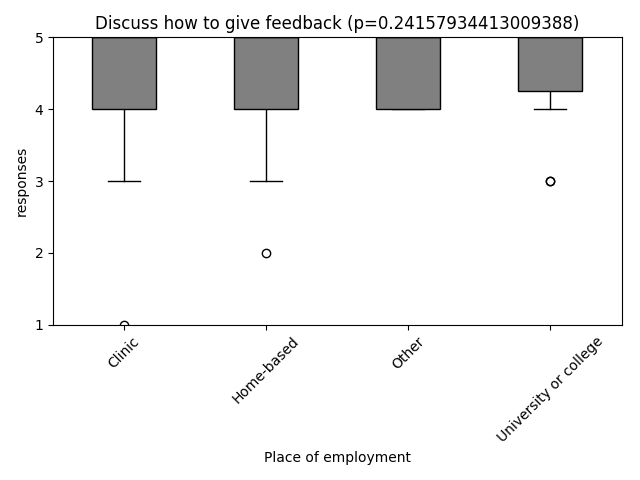 Discuss how to give feedback (p=0.24157934413009388)
5
4
3
2
1
responses
Clinic
Home-based
Other
University or college
Place of employment